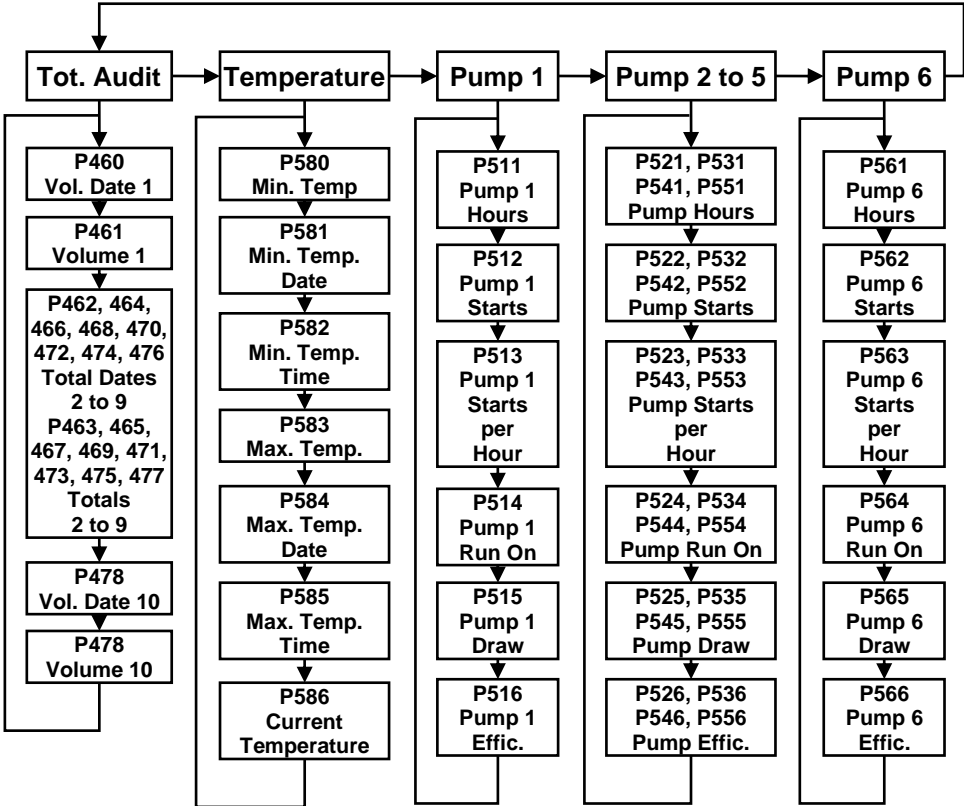 Tot. Audit
Temperature
Pump 1
Pump 2 to 5
Pump 6
P460
Vol. Date 1
P461
Volume 1
P462, 464,
466, 468, 470,
472, 474, 476
Total Dates
2 to 9
P463, 465,
467, 469, 471,
473, 475, 477
Totals
2 to 9
P478
Vol. Date 10
P478
Volume 10
P580
Min. Temp
P581
Min. Temp.
Date
P582
Min. Temp.
Time
P583
Max. Temp.
P584
Max. Temp.
Date
P585
Max. Temp.
Time
P586
Current
Temperature
P511
Pump 1
Hours
P512
Pump 1
Starts
P513
Pump 1
Starts
per
Hour
P514
Pump 1
Run On
P515
Pump 1
Draw
P516
Pump 1
Effic.
P521, P531
P541, P551
Pump Hours
P522, P532
P542, P552
Pump Starts
P523, P533
P543, P553
Pump Starts
per
Hour
P524, P534
P544, P554
Pump Run On
P525, P535
P545, P555
Pump Draw
P526, P536
P546, P556
Pump Effic.
P561
Pump 6
Hours
P562
Pump 6
Starts
P563
Pump 6
Starts
per
Hour
P564
Pump 6
Run On
P565
Pump 6
Draw
P566
Pump 6
Effic.